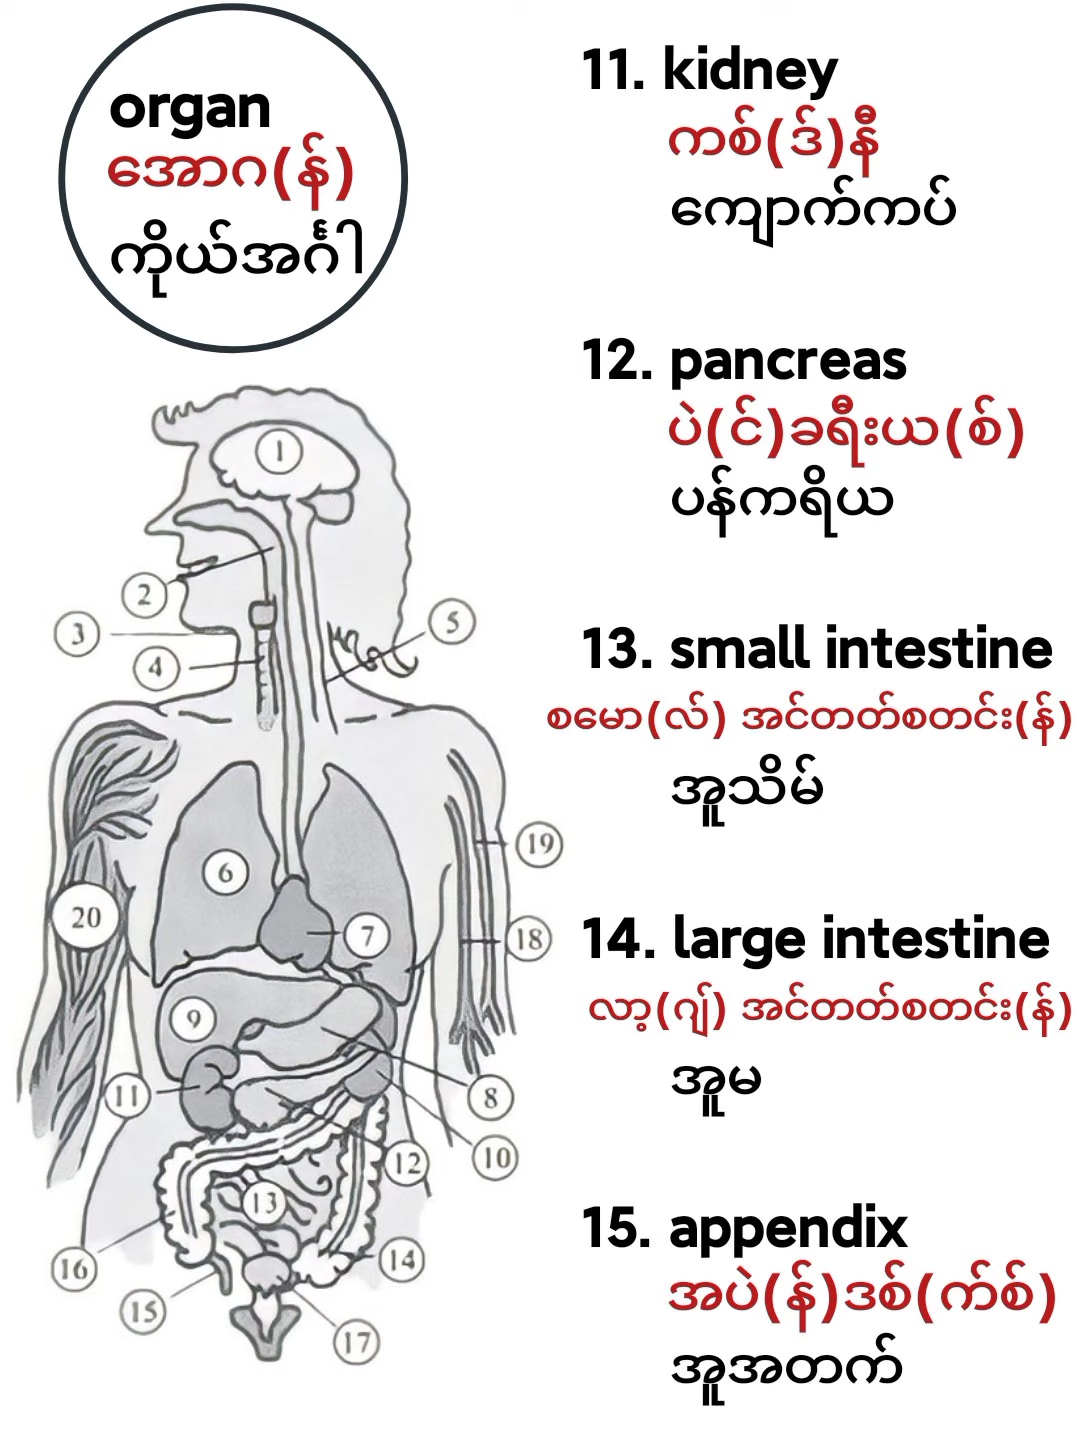 organ
အောဂ(န်)
ကိုယ်အင်္ဂါ
11. kidney
ကစ်(ဒ်)နီ
ကျောက်ကပ်
12. pancreas
ပဲ(င်)ခရီးယ(စ်)
ပန်ကရိယ
13. small intestine
စမော(လ်) အင်တတ်စတင်း(န်)
အူသိမ်
14. large intestine
လာ့(ဂျ်) အင်တတ်စတင်း(န်)
အူမ
15. appendix
အပဲ(န်)ဒစ်(က်စ်)
အူအတက်
1
2
3
5
4
19
6
20
7
18
9
11
8
12
10
13
16
14
15
17